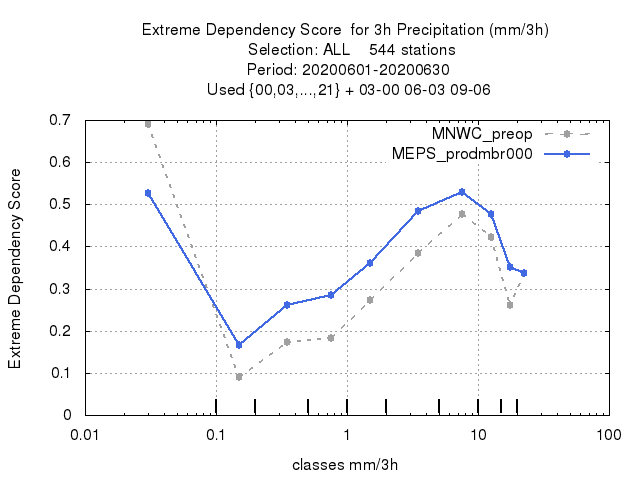 Extreme Dependency Score  for 3h Precipitation (mm/3h)
Selection: ALL    544 stations
Period: 20200601-20200630
Used {00,03,...,21} + 03-00 06-03 09-06
MNWC_preop
MEPS_prodmbr000
Extreme Dependency Score
0.7
0.6
0.5
0.4
0.3
0.2
0.1
0
0.01 0.1 1 10 100
classes mm/3h